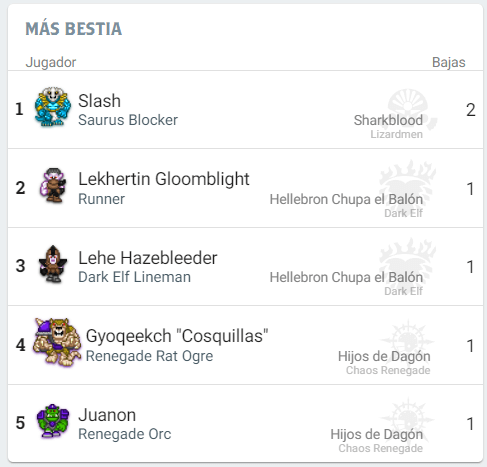 MÁS BESTIA
Jugador Bajas
1 Slash Saurus Blocker Sharkblood Lizardmen 2
2 Lekhertin Gloomblight Runner Hellebron Chupa el Balón Dark Elf 1
3 Lehe Hazebleeder Dark Elf Lineman Hellebron Chupa el Balón Dark Elf 1
4 Gyoqeekch "Cosquillas" Renegade Rat Ogre Hijos de Dagón Chaos Renegade 1
5 Juanon Renegade Orc Hijos de Dagón Chaos Renegade 1